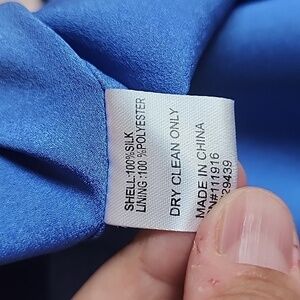 SHELL:100%SILK
LINING:100 %POLYESTER
DRY CLEAN ONLY
MADE IN CHINA
N#111916
29439